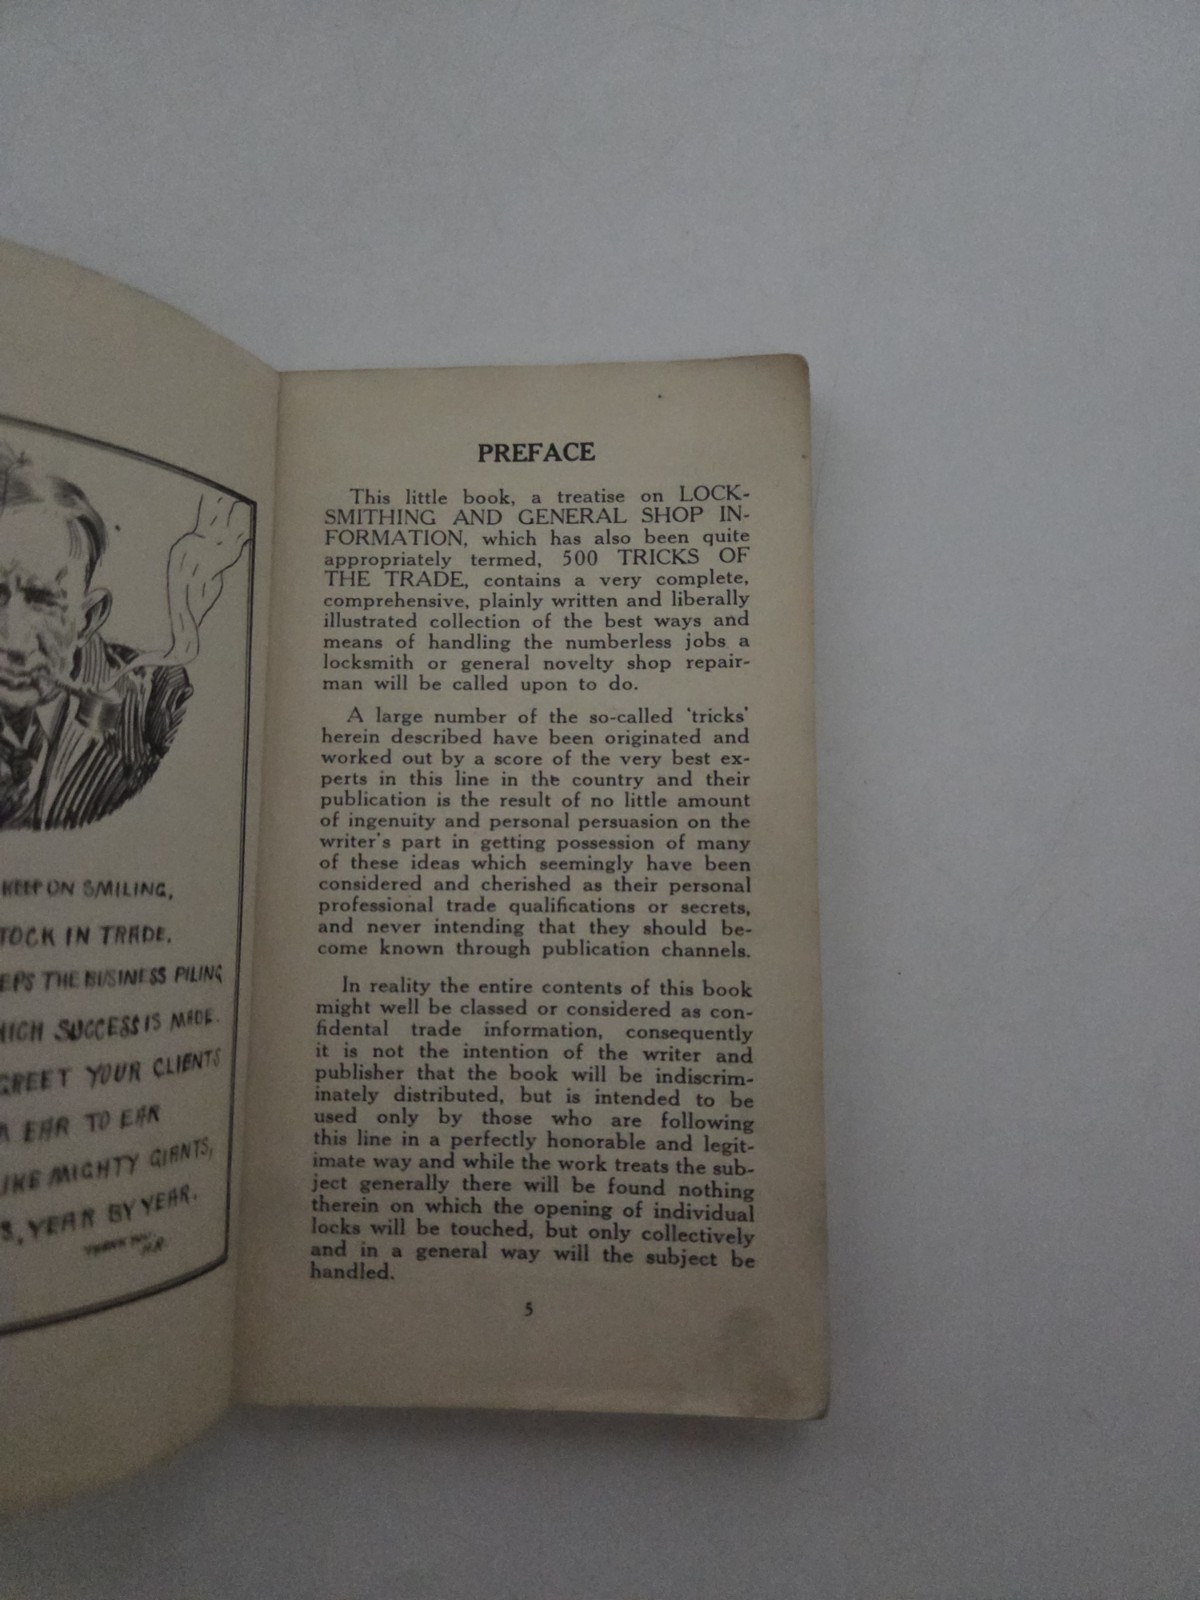 KEEP ON SMILING,
TOCK IN TRADE.
EPS THE BUSINESS PILING
HICH SUCCESS IS MADE.
GREET YOUR CLIENTS
EAR TO EAR
LIKE MIGHTY GIANTS,
S, YEAR BY YEAR.
PREFACE
This little book, a treatise on LOCK-
SMITHING AND GENERAL SHOP IN-
FORMATION, which has also been quite
appropriately termed, 500 TRICKS OF
THE TRADE, contains a very complete,
comprehensive, plainly written and liberally
illustrated collection of the best ways and
means of handling the numberless jobs a
locksmith or general novelty shop repair-
man will be called upon to do.
A large number of the so-called 'tricks'
herein described have been originated and
worked out by a score of the very best ex-
perts in this line in the country and their
publication is the result of no little amount
of ingenuity and personal persuasion on the
writer's part in getting possession of many
of these ideas which seemingly have been
considered and cherished as their personal
professional trade qualifications or secrets,
and never intending that they should be-
come known through publication channels.
In reality the entire contents of this book
might well be classed or considered as con-
fidental trade information, consequently
it is not the intention of the writer and
publisher that the book will be indiscrim-
inately distributed, but is intended to be
used only by those who are following
this line in a perfectly honorable and legit-
imate way and while the work treats the sub-
ject generally there will be found nothing
therein on which the opening of individual
locks will be touched, but only collectively
and in a general way will the subject be
handled.
5